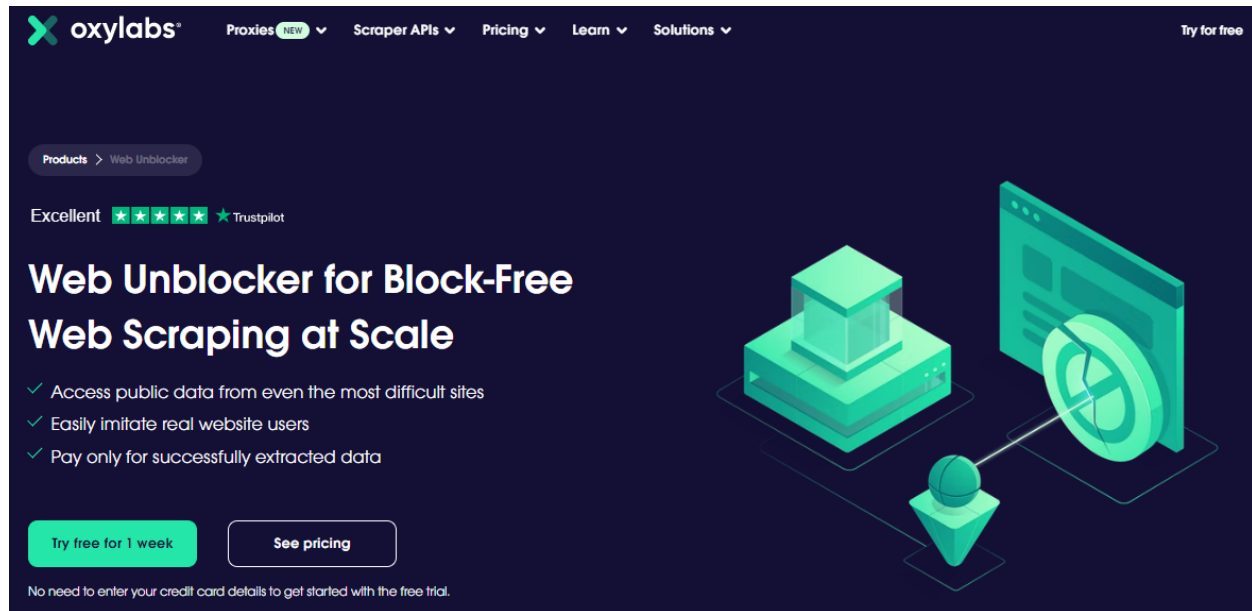 oxylabs®
Proxies NEW Scraper APIs Pricing Learn Solutions Try for free
Products > Web Unblocker
Excellent Trustpilot
Web Unblocker for Block-Free
Web Scraping at Scale
Access public data from even the most difficult sites
Easily imitate real website users
Pay only for successfully extracted data
Try free for 1 week See pricing
No need to enter your credit card details to get started with the free trial.